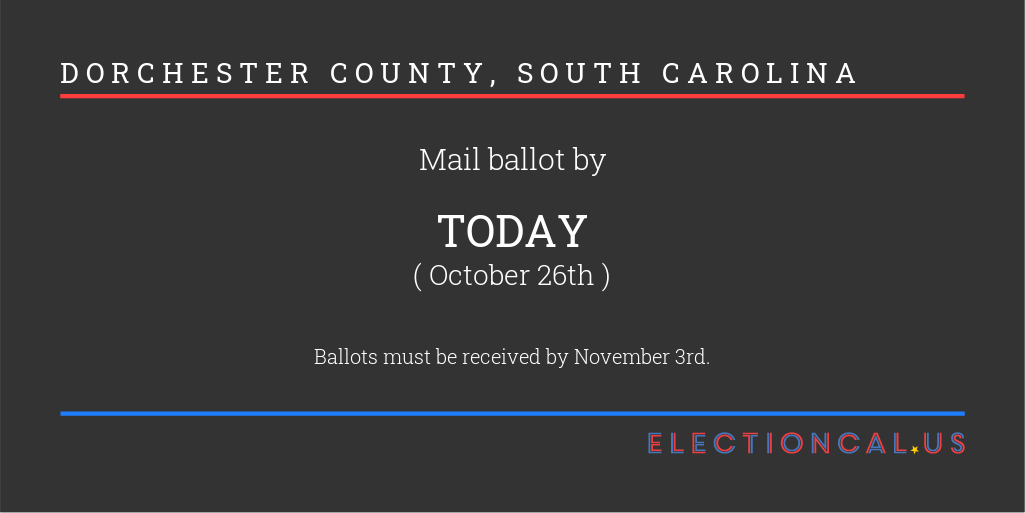 DORCHESTER COUNTY, SOUTH CAROLINA
Mail ballot by
TODAY
( October 26th )
Ballots must be received by November 3rd.
ELECTIONCAL.US